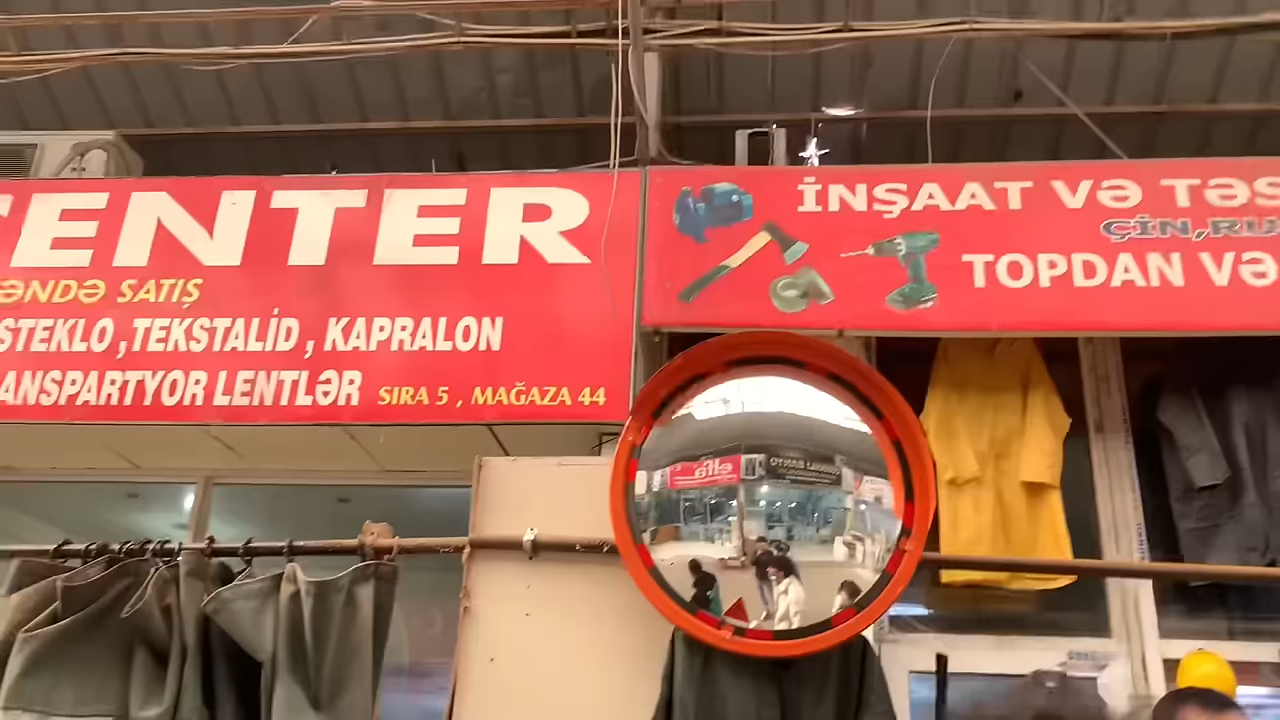 ENTER
ƏNDƏ SATIŞ
STEKLO , TEKSTALİD , KAPRALON
ANSPARTYOR LENTLƏR SIRA 5 , MAĞAZA 44
İNŞAAT VƏ TƏS
ÇİN, RU
TOPDAN VƏ
elfa